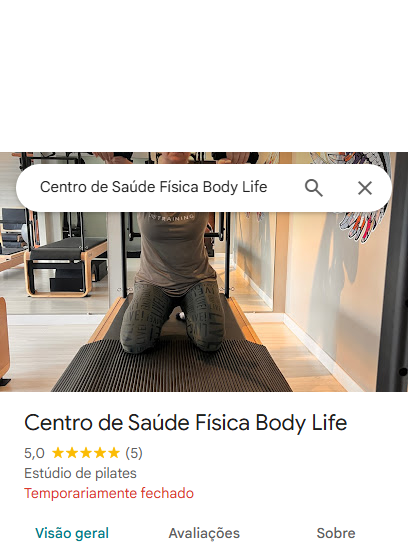 Centro de Saúde Física Body Life
TRAINING
Centro de Saúde Física Body Life
5,0 (5)
Estúdio de pilates
Temporariamente fechado
Visão geral Avaliações Sobre